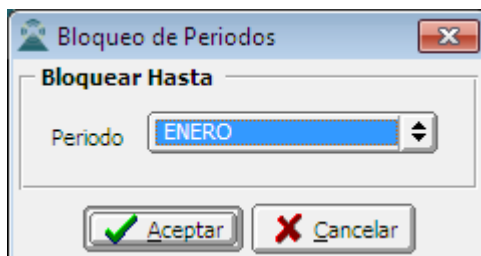 Bloqueo de Periodos
Bloquear Hasta
Periodo ENERO
Aceptar Cancelar